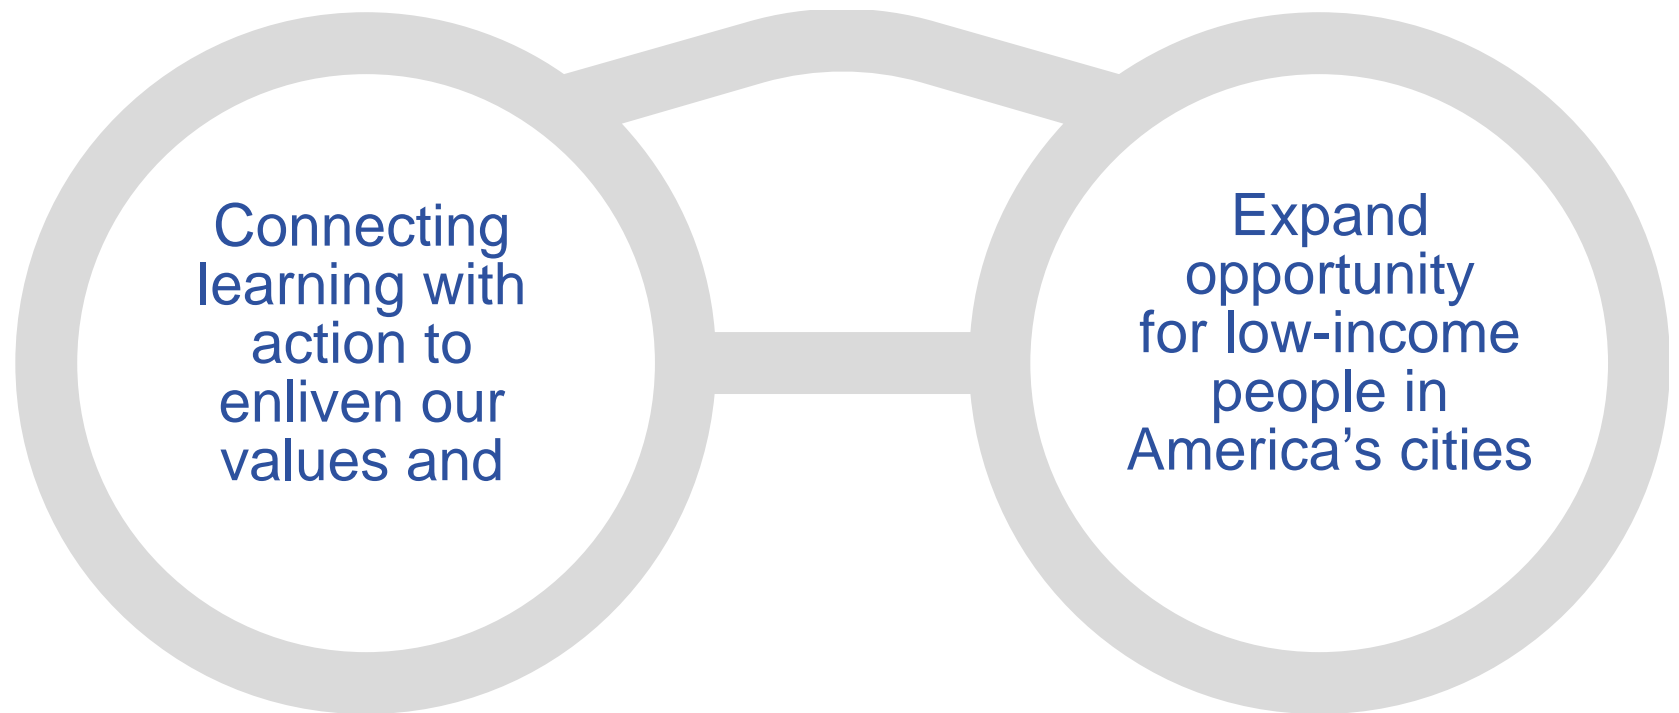 Connecting
learning with
action to
enliven our
values and
Expand
opportunity
for low-income
people in
America’s cities